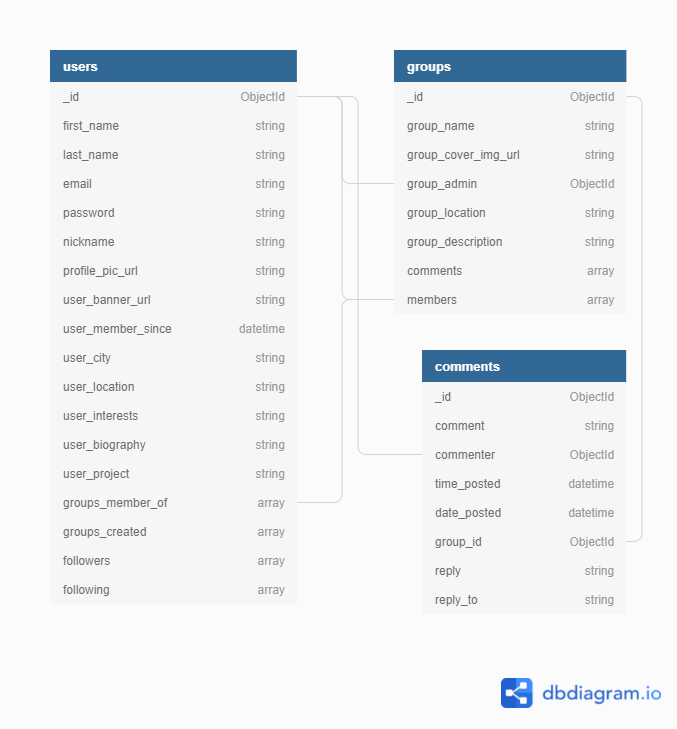 users
_id ObjectId
first_name string
last_name string
email string
password string
nickname string
profile_pic_url string
user_banner_url string
user_member_since datetime
user_city string
user_location string
user_interests string
user_biography string
user_project string
groups_member_of array
groups_created array
followers array
following array
groups
_id ObjectId
group_name string
group_cover_img_url string
group_admin ObjectId
group_location string
group_description string
comments array
members array
comments
_id ObjectId
comment string
commenter ObjectId
time_posted datetime
date_posted datetime
group_id ObjectId
reply string
reply_to string
dbdiagram.io